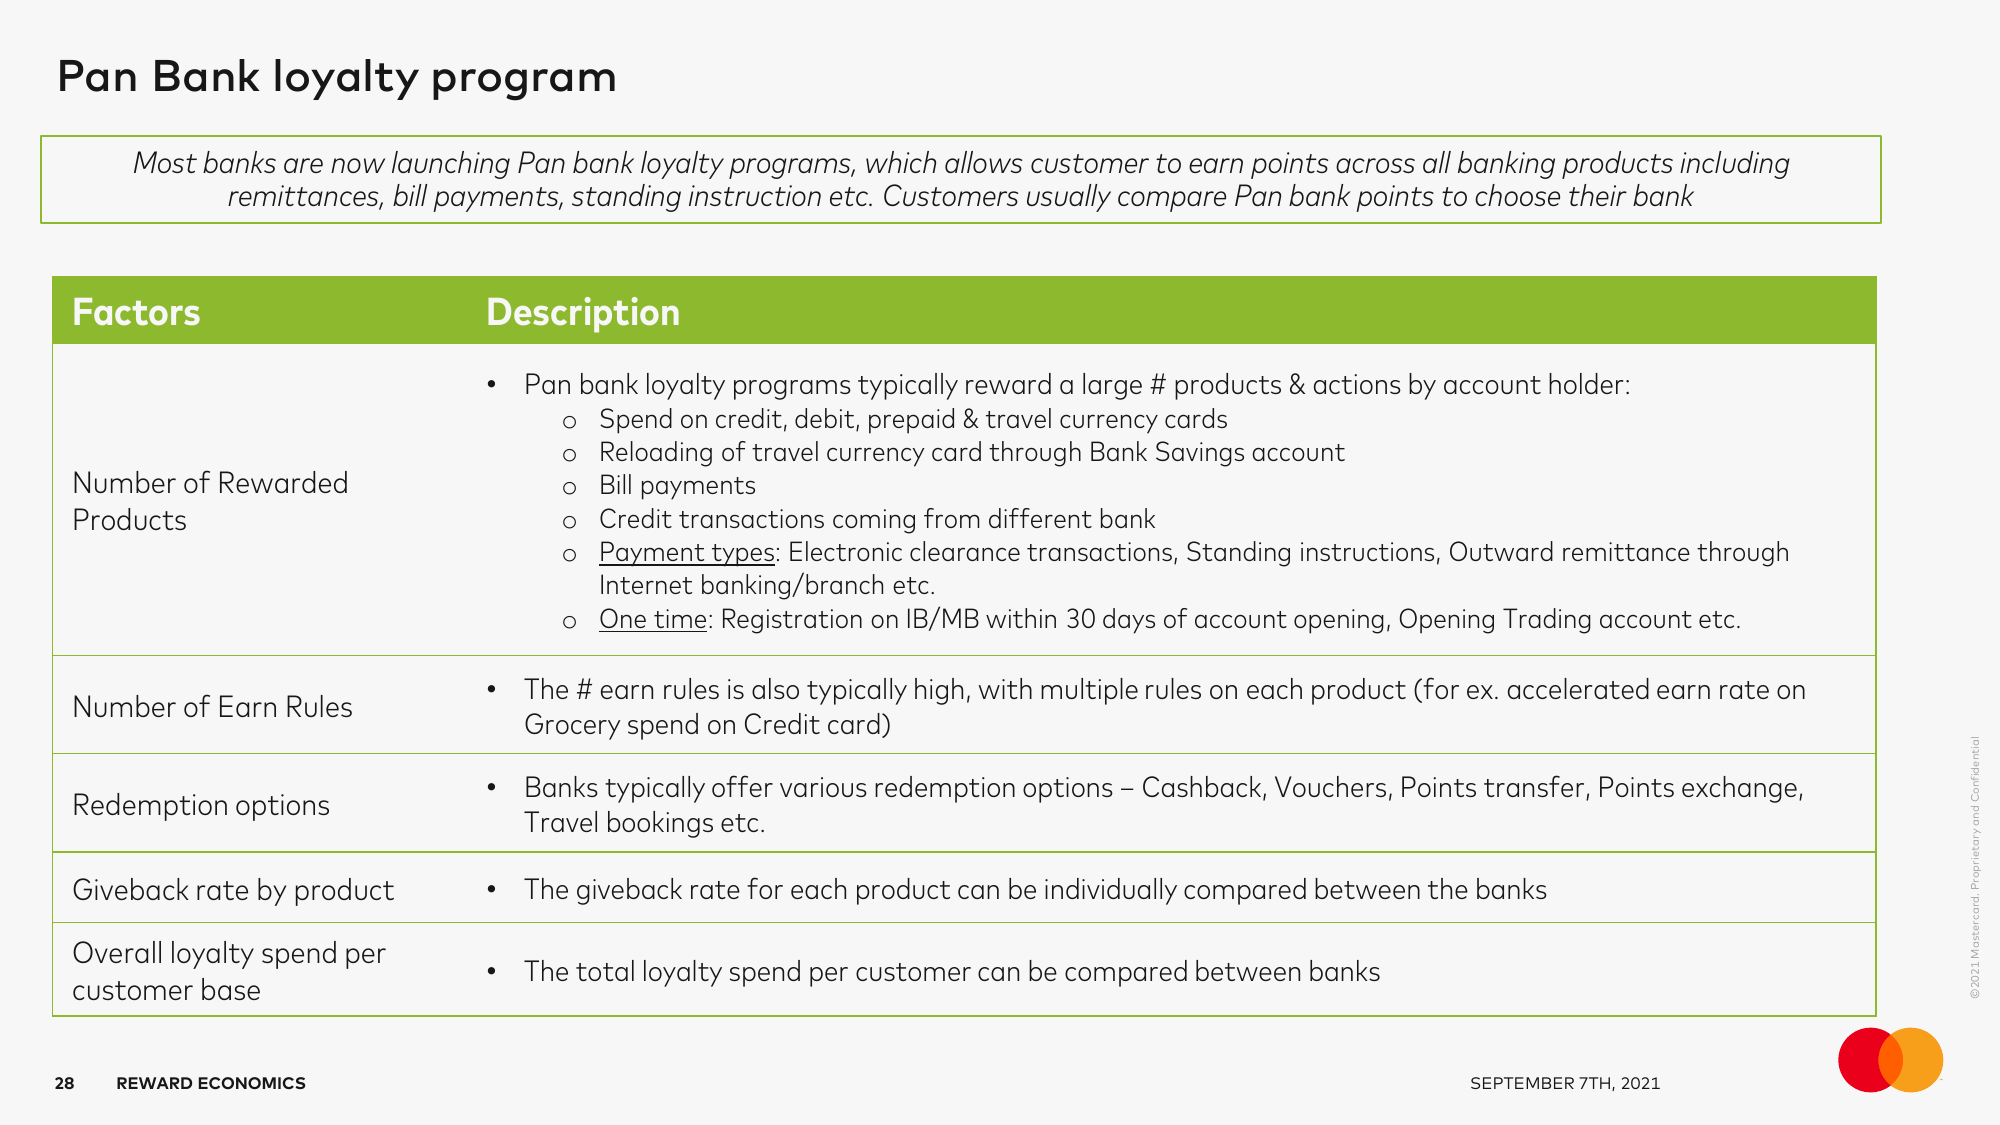 Pan Bank loyalty program
Most banks are now launching Pan bank loyalty programs, which allows customer to earn points across all banking products including
remittances, bill payments, standing instruction etc. Customers usually compare Pan bank points to choose their bank
Factors
Description
Number of Rewarded
Products
• Pan bank loyalty programs typically reward a large # products & actions by account holder:
o Spend on credit, debit, prepaid & travel currency cards
o Reloading of travel currency card through Bank Savings account
o Bill payments
o Credit transactions coming from different bank
o Payment types: Electronic clearance transactions, Standing instructions, Outward remittance through
Internet banking/branch etc.
o One time: Registration on IB/MB within 30 days of account opening, Opening Trading account etc.
Number of Earn Rules
• The # earn rules is also typically high, with multiple rules on each product (for ex. accelerated earn rate on
Grocery spend on Credit card)
Redemption options
• Banks typically offer various redemption options – Cashback, Vouchers, Points transfer, Points exchange,
Travel bookings etc.
Giveback rate by product
• The giveback rate for each product can be individually compared between the banks
Overall loyalty spend per
customer base
• The total loyalty spend per customer can be compared between banks
©2021 Mastercard. Proprietary and Confidential
28
REWARD ECONOMICS
SEPTEMBER 7TH, 2021